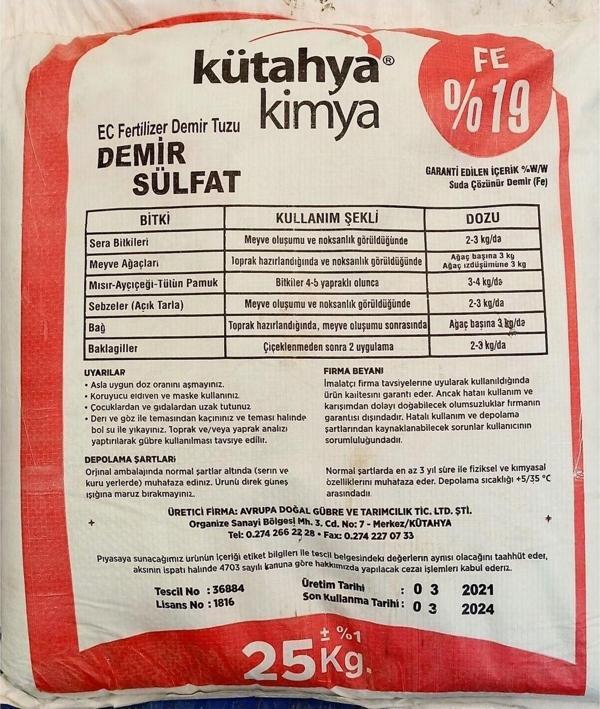 kütahya®
kimya
FE
%19
EC Fertilizer Demir Tuzu
DEMİR
SÜLFAT
GARANTİ EDİLEN İÇERİK %W/W
Suda Çözünür Demir (Fe)
BİTKİ KULLANIM ŞEKLİ DOZU
Sera Bitkileri Meyve oluşumu ve noksanlık görüldüğünde 2-3 kg/da
Meyve Ağaçları Toprak hazırlandığında ve noksanlık görüldüğünde Ağaç başına 3 kg
Ağaç izdüşümüne 3 kg
Mısır-Ayçiçeği-Tütün Pamuk Bitkiler 4-5 yapraklı olunca 3-4 kg/da
Sebzeler (Açık Tarla) Meyve oluşumu ve noksanlık görüldüğünde 2-3 kg/da
Bağ Toprak hazırlandığında, meyve oluşumu sonrasında Ağaç başına 3 kg/da
Baklagiller Çiçeklenmeden sonra 2 uygulama 2-3 kg/da
UYARILAR
• Asla uygun doz oranını aşmayınız.
• Koruyucu eldiven ve maske kullanınız.
• Çocuklardan ve gıdalardan uzak tutunuz
• Deri ve göz ile temasından kaçınınız ve teması halinde
bol su ile yıkayınız. Toprak ve/veya yaprak analizi
yaptırılarak gübre kullanılması tavsiye edilir.
DEPOLAMA ŞARTLARI
Orjinal ambalajında normal şartlar altında (serin ve
kuru yerlerde) muhafaza ediniz. Ürünü direk güneş
ışığına maruz bırakmayınız.
FIRMA BEYANI
İmalatçı firma tavsiyelerine uyularak kullanıldığında
ürün kalitesini garanti eder. Ancak hatalı kullanım ve
karışımdan dolayı doğabilecek olumsuzluklar firmanın
garantisi dışındadır. Hatalı kullanım ve depolama
şartlarından kaynaklanabilecek sorunlar kullanıcının
sorumluluğundadır.
Normal şartlarda en az 3 yıl süre ile fiziksel ve kimyasal
özelliklerini muhafaza eder. Depolama sıcaklığı +5/35 °C
arasındadır.
ÜRETİCİ FİRMA: AVRUPA DOĞAL GÜBRE VE TARIMCILIK TİC. LTD. ŞTİ.
Organize Sanayi Bölgesi Mh. 3. Cd. No: 7 - Merkez/KÜTAHYA
Tel: 0.274 266 22 28 • Fax: 0.274 227 07 33
Piyasaya sunacağımız ürünün içeriği etiket bilgileri ile tescil belgesindeki değerlerin aynısı olacağını taahhüt eder,
aksinin ispatı halinde 4703 sayılı kanuna göre hakkımızda yapılacak cezai işlemleri kabul ederiz.
Tescil No : 36884
Lisans No : 1816
Üretim Tarihi : 0 3 2021
Son Kullanma Tarihi : 0 3 2024
± %1
25Kg.